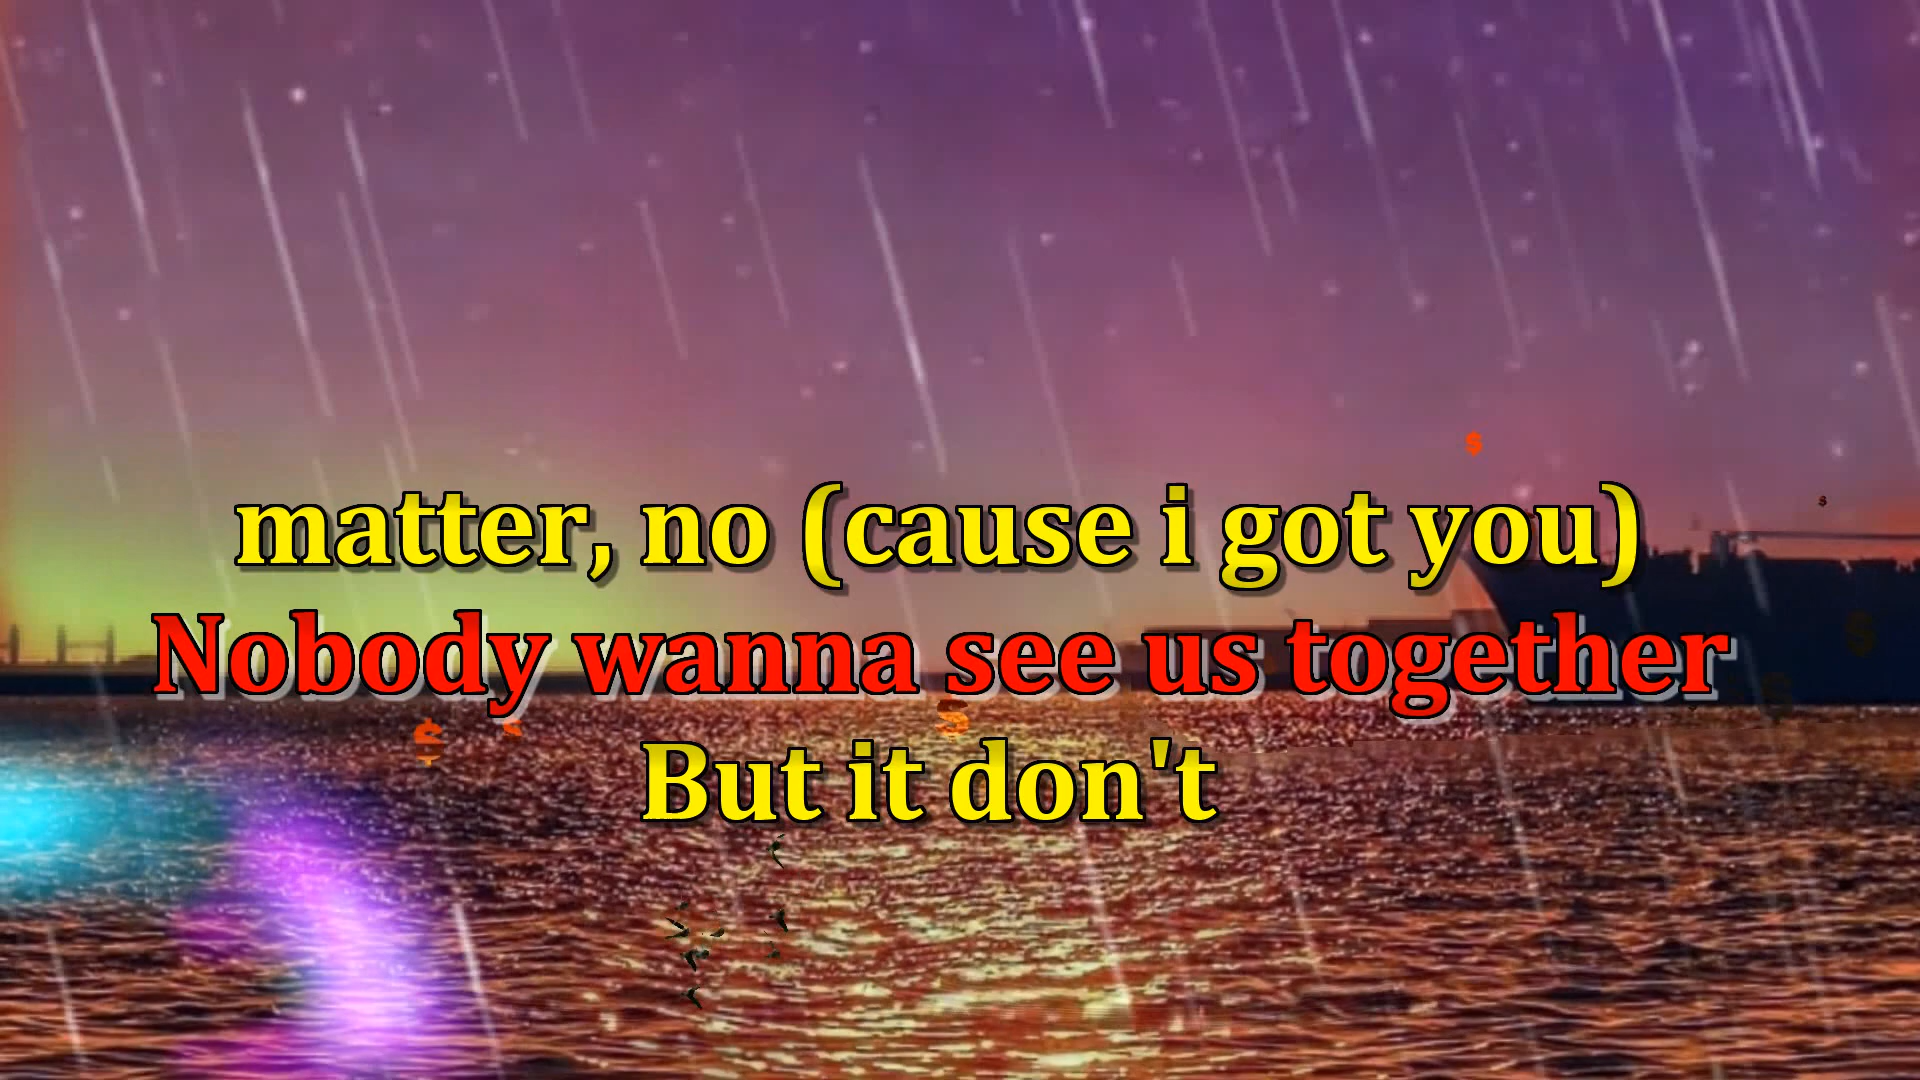 matter, no (cause i got you)
Nobody wanna see us together
But it don't